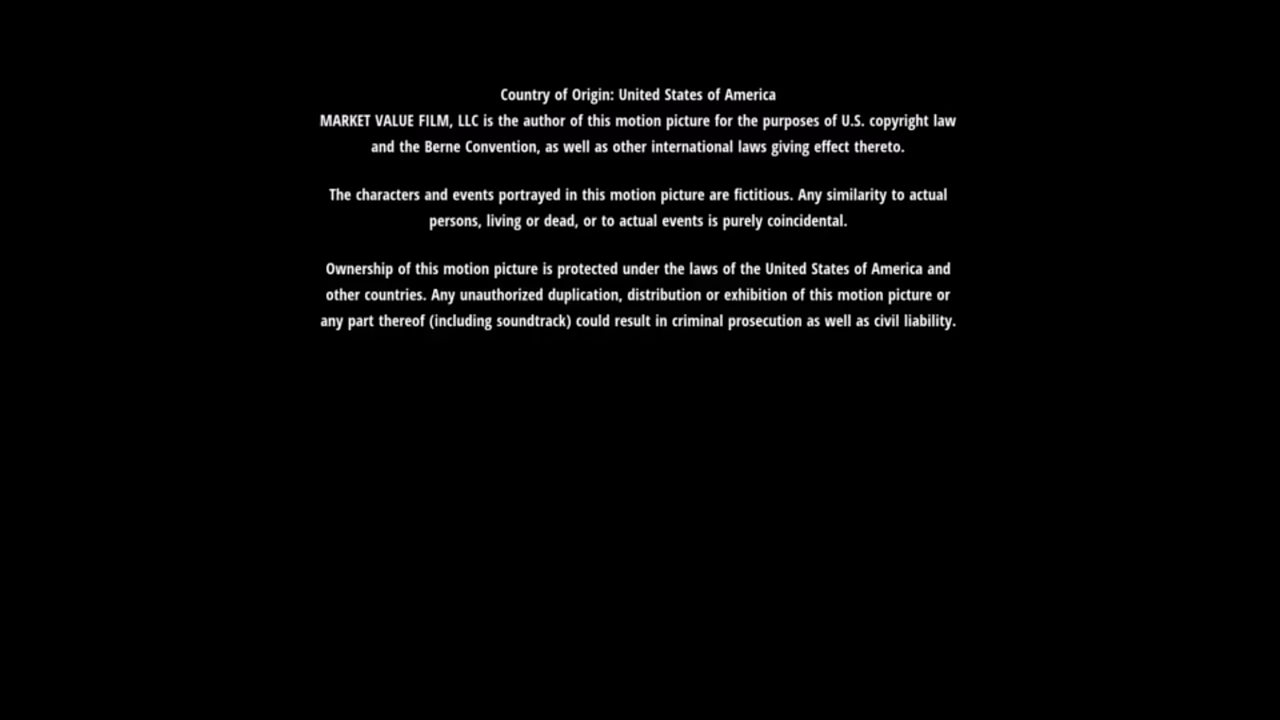 Country of Origin: United States of America
MARKET VALUE FILM, LLC is the author of this motion picture for the purposes of U.S. copyright law
and the Berne Convention, as well as other international laws giving effect thereto.
The characters and events portrayed in this motion picture are fictitious. Any similarity to actual
persons, living or dead, or to actual events is purely coincidental.
Ownership of this motion picture is protected under the laws of the United States of America and
other countries. Any unauthorized duplication, distribution or exhibition of this motion picture or
any part thereof (including soundtrack) could result in criminal prosecution as well as civil liability.